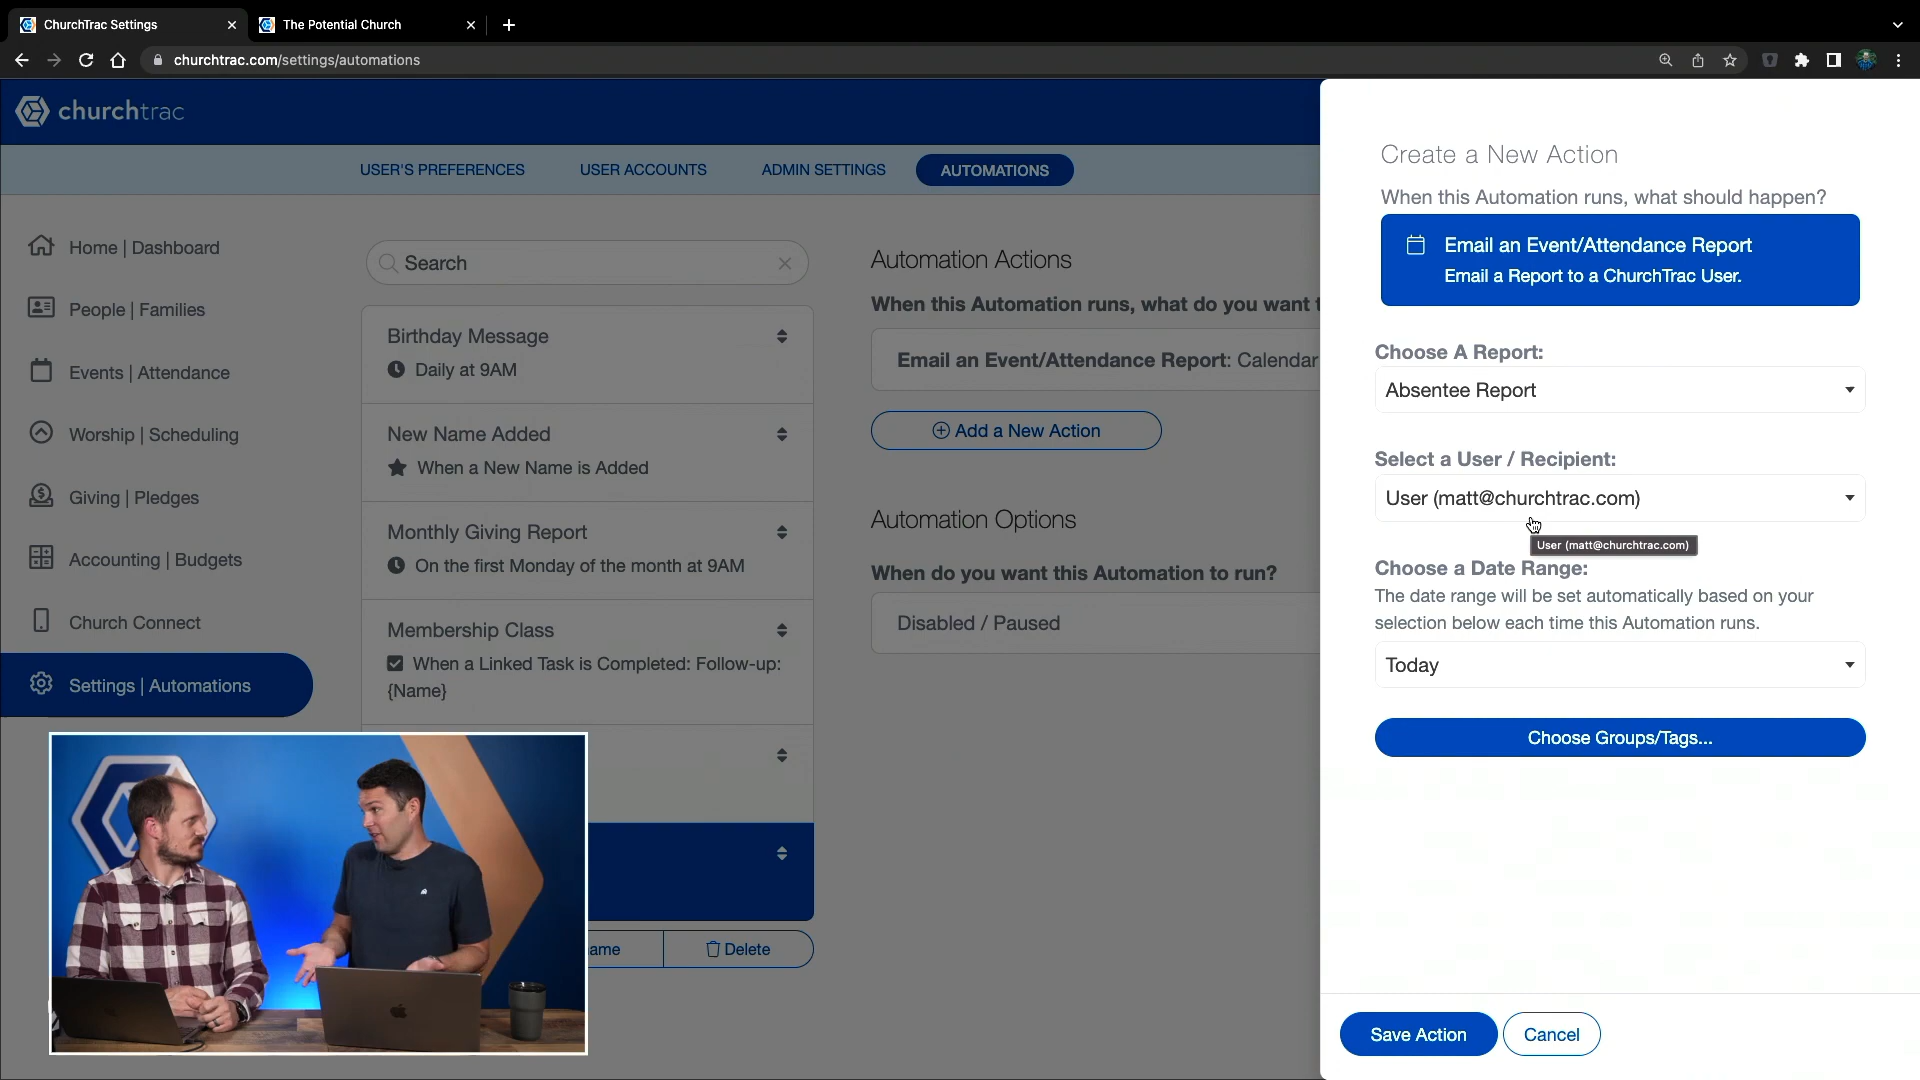 ChurchTrac Settings
The Potential Church
churchtrac.com/settings/automations
churchtrac
USER'S PREFERENCES
USER ACCOUNTS
ADMIN SETTINGS
AUTOMATIONS
Home | Dashboard
People | Families
Events | Attendance
Worship | Scheduling
Giving | Pledges
Accounting | Budgets
Church Connect
Settings | Automations
Search
Birthday Message
Daily at 9AM
New Name Added
When a New Name is Added
Monthly Giving Report
On the first Monday of the month at 9AM
Membership Class
When a Linked Task is Completed: Follow-up:
{Name}
ame
Delete
Automation Actions
When this Automation runs, what do you want t
Email an Event/Attendance Report: Calendar
Add a New Action
Automation Options
When do you want this Automation to run?
Disabled / Paused
Create a New Action
When this Automation runs, what should happen?
Email an Event/Attendance Report
Email a Report to a ChurchTrac User.
Choose A Report:
Absentee Report
Select a User / Recipient:
User (matt@churchtrac.com)
User (matt@churchtrac.com)
Choose a Date Range:
The date range will be set automatically based on your
selection below each time this Automation runs.
Today
Choose Groups/Tags...
Save Action
Cancel